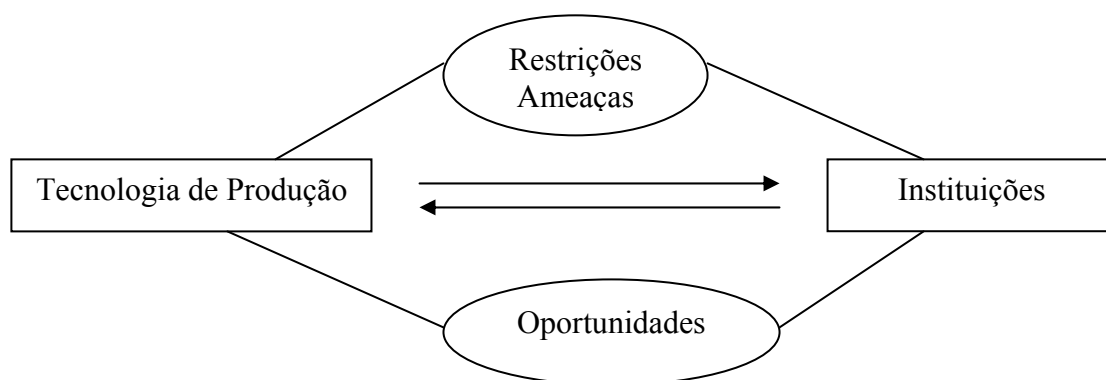 Restrições
Ameaças
Tecnologia de Produção
Instituições
Oportunidades